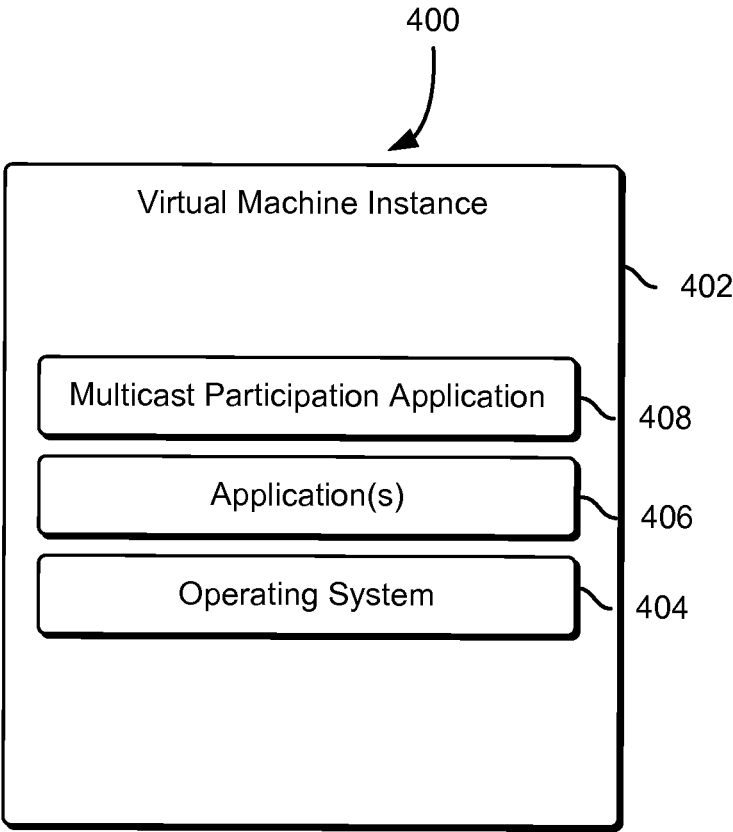 400
Virtual Machine Instance
402
Multicast Participation Application
408
Application(s)
406
Operating System
404